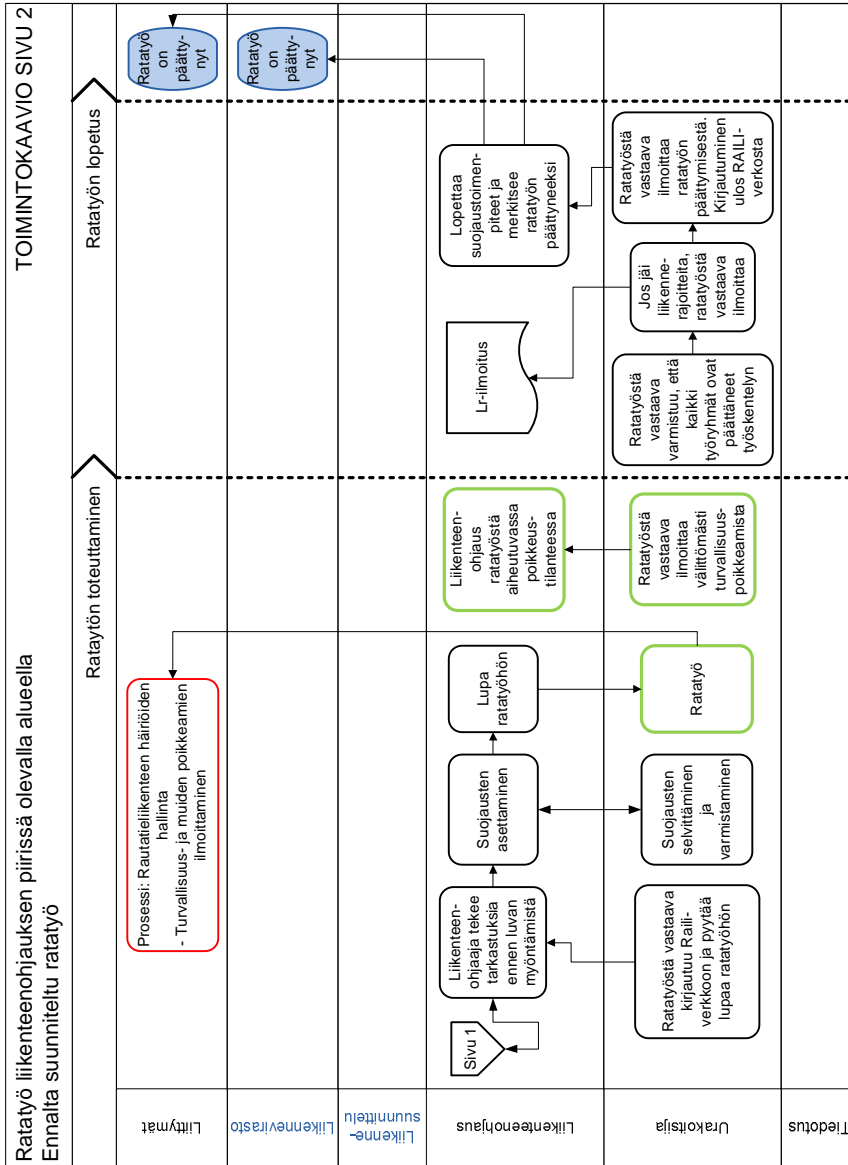 Ratatyö liikenteenohjauksen piirissä olevalla alueella
Ennalta suunniteltu ratatyö
TOIMINTOKAAVIO SIVU 2
Rataytön toteuttaminen
Ratatyön lopetus
Liittymät
Prosessi: Rautatieliikenteen häiriöiden
hallinta
- Turvallisuus- ja muiden poikkeamien
ilmoittaminen
Ratatyö
on
päätty-
nyt
Liikennevirasto
Ratatyö
on
päätty-
nyt
Liikenne-
suunnittelu
Liikenteenohjaus
Sivu 1
Liikenteen-
ohjaaja tekee
tarkastuksia
ennen luvan
myöntämistä
Suojausten
asettaminen
Lupa
ratatyöhön
Liikenteen-
ohjaus
ratatyöstä
aiheutuvassa
poikkeus-
tilanteessa
Lr-ilmoitus
Lopettaa
suojaustoimen-
piteet ja
merkitsee
ratatyön
päättyneeksi
Urakoitsija
Ratatyöstä vastaava
kirjautuu Raili-
verkkoon ja pyytää
lupaa ratatyöhön
Suojausten
selvittäminen
ja
varmistaminen
Ratatyö
Ratatyöstä
vastaava
ilmoittaa
välittömästi
turvallisuus-
poikkeamista
Ratatyöstä
vastaava
varmistuu, että
kaikki
työryhmät ovat
päättäneet
työskentelyn
Jos jäi
liikenne-
rajoitteita,
ratatyöstä
vastaava
ilmoittaa
Ratatyöstä
vastaava
ilmoittaa
ratatyön
päättymisestä.
Kirjautuminen
ulos RAILI-
verkosta
Tiedotus